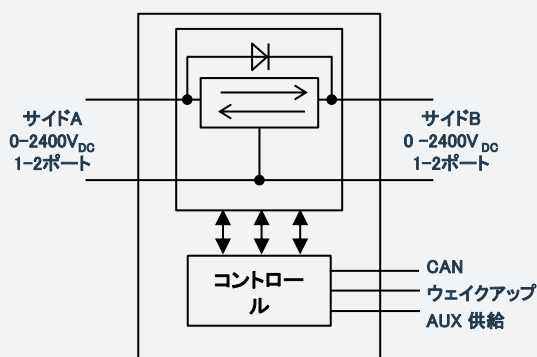 サイドA
0-2400VDC
1-2ポート
サイドB
0 -2400V DC
1-2ポート
コントロー
ル
CAN
ウェイクアップ
AUX 供給